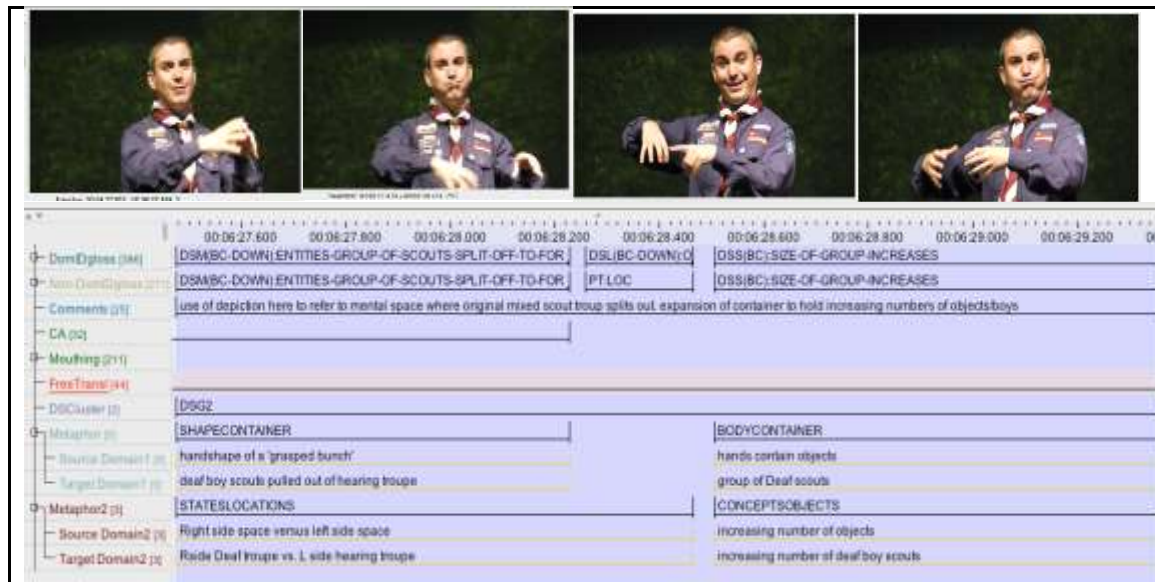 00:06:27.600 00:06:27.800 00:06:28.000 00:06:28.200 00:06:28.400 00:06:28.600 00:06:28.800 00:06:29.000 00:06:29.200
DomIDgloss DSM(BC-DOWN):ENTITIES-GROUP-OF-SCOUTS-SPLIT-OFF-TO-FOR DSL(BC-DOWN): DSS(BC):SIZE-OF-GROUP-INCREASES
DSM(BC-DOWN):ENTITIES-GROUP-OF-SCOUTS-SPLIT-OFF-TO-FOR PT:LOC DSS(BC):SIZE-OF-GROUP-INCREASES
Comments use of depiction here to refer to mental space where original mixed scout troup splits out. expansion of container to hold increasing numbers of objects/boys
CA [32]
Mouthing [211]
FreeTransl [44]
DSCluster DSG2
Metaphor SHAPECONTAINER BODYCONTAINER
Source Domain1 handshape of a 'grasped bunch' hands contain objects
Target Domain1 deaf boy scouts pulled out of hearing troupe group of Deaf scouts
Metaphor2 [3] STATESLOCATIONS CONCEPTSOBJECTS
Source Domain2 [3] Right side space versus left side space increasing number of objects
Target Domain2 [3] Rside Deaf troupe vs. L side hearing troupe increasing number of deaf boy scouts